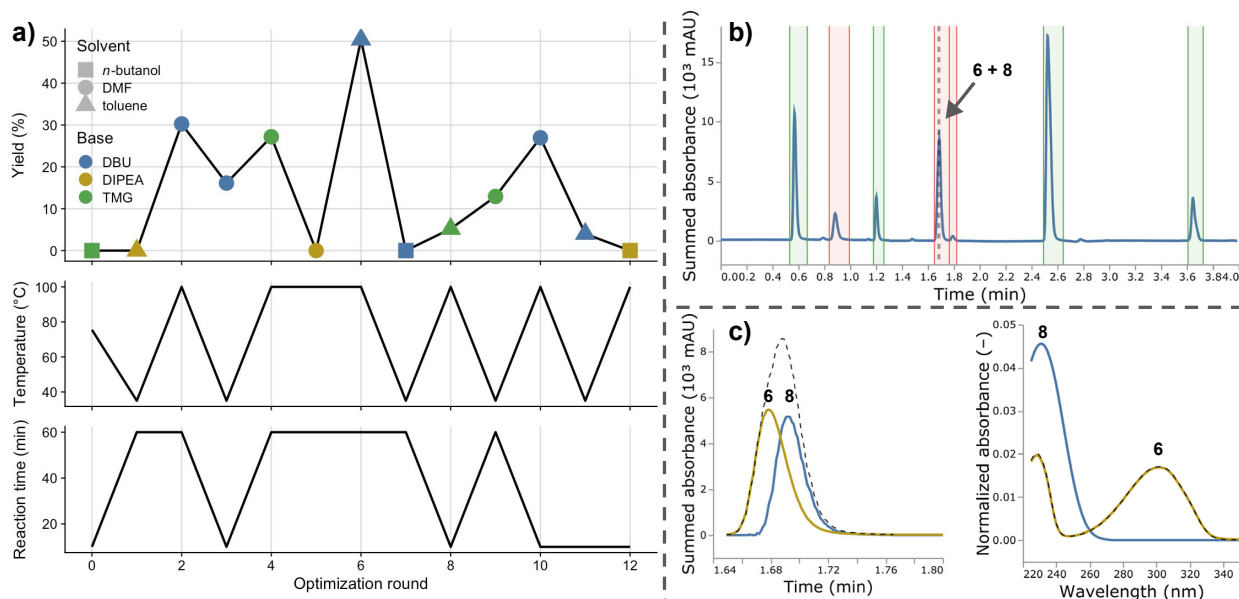 a)
Yield (%)
50
40
30
20
10
0
Solvent
n-butanol
DMF
toluene
Base
DBU
DIPEA
TMG
Temperature (°C)
100
80
60
40
Reaction time (min)
60
40
20
0 2 4 6 8 10 12
Optimization round
b)
Summed absorbance (10³ mAU)
15
10
5
0
6 + 8
0.00.2 0.4 0.6 0.8 1.0 1.2 1.4 1.6 1.8 2.0 2.2 2.4 2.6 2.8 3.0 3.2 3.4 3.6 3.84.0
Time (min)
c)
Summed absorbance (10³ mAU)
8
6
4
2
0
6 8
1.64 1.68 1.72 1.76 1.80
Time (min)
Normalized absorbance (−)
0.05
0.04
0.03
0.02
0.01
0.00
8
6
220 240 260 280 300 320 340
Wavelength (nm)